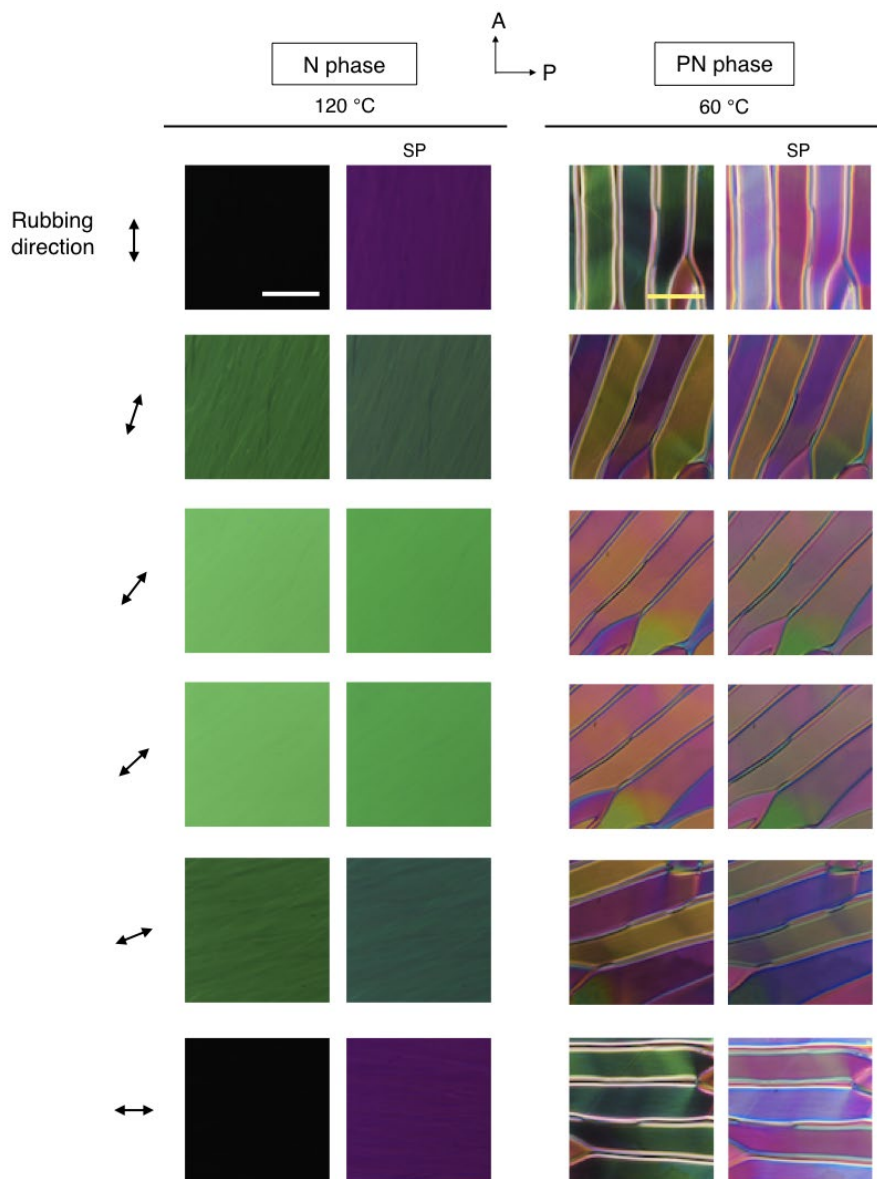 A
P
N phase
PN phase
120 °C
60 °C
SP
SP
Rubbing
direction